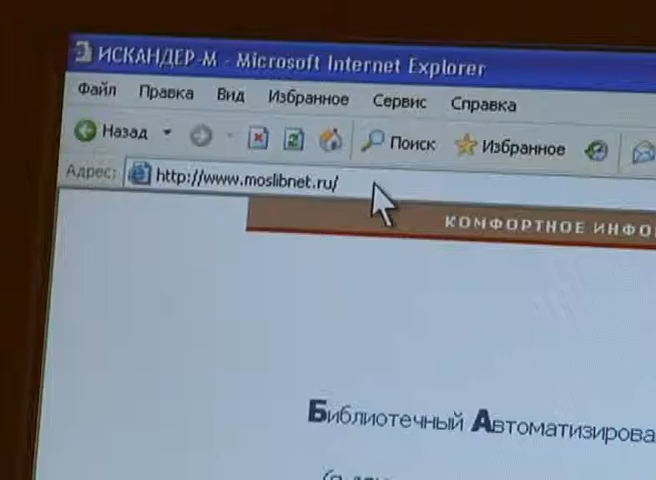 ИСКАНДЕР-М - Microsoft Internet Explorer
Файл Правка Вид Избранное Сервис Справка
Назад Поиск Избранное
Адрес: http://www.moslibnet.ru/
КОМФОРТНОЕ ИНФО
Библиотечный Автоматизирова